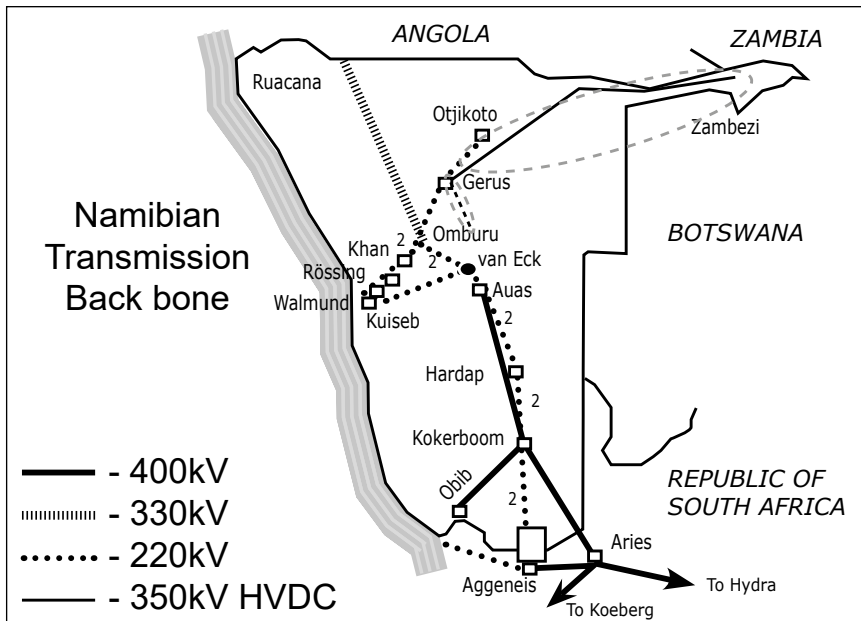 ANGOLA
ZAMBIA
Ruacana
Otjikoto
Zambezi
Gerus
Namibian
Transmission
Back bone
2
Omburu
BOTSWANA
Khan
2
van Eck
Rössing
Auas
Walmund
Kuiseb
2
Hardap
2
Kokerboom
- 400kV
Obib
2
REPUBLIC OF
SOUTH AFRICA
- 330kV
- 220kV
Aries
Aggeneis
To Hydra
- 350kV HVDC
To Koeberg